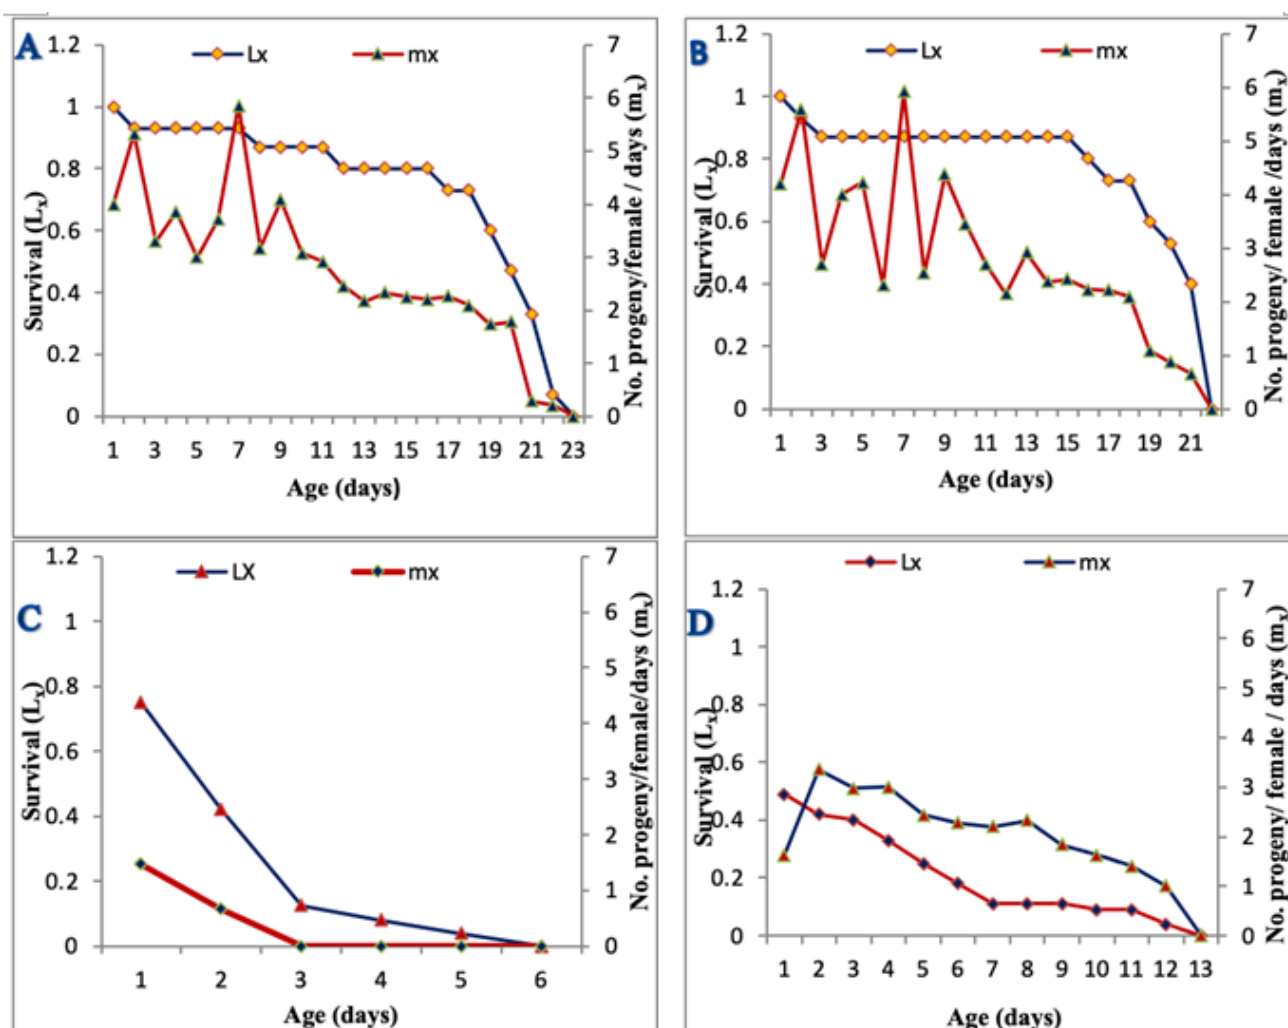 A
Lx
mx
1.2
1
0.8
0.6
0.4
0.2
0
7
6
5
4
3
2
1
0
Survival (Lx)
No. progeny/female / days (mx)
1 3 5 7 9 11 13 15 17 19 21 23
Age (days)
B
Lx
mx
1.2
1
0.8
0.6
0.4
0.2
0
7
6
5
4
3
2
1
0
Survival (Lx)
No. progeny/ female /days (mx)
1 3 5 7 9 11 13 15 17 19 21
Age (days)
C
LX
mx
1.2
1
0.8
0.6
0.4
0.2
0
7
6
5
4
3
2
1
0
Survival (Lx)
No. progeny/female/days (mx)
1 2 3 4 5 6
Age (days)
D
Lx
mx
1.2
1
0.8
0.6
0.4
0.2
0
7
6
5
4
3
2
1
0
Survival (Lx)
No. progeny/ female / days (mx)
1 2 3 4 5 6 7 8 9 10 11 12 13
Age (days)